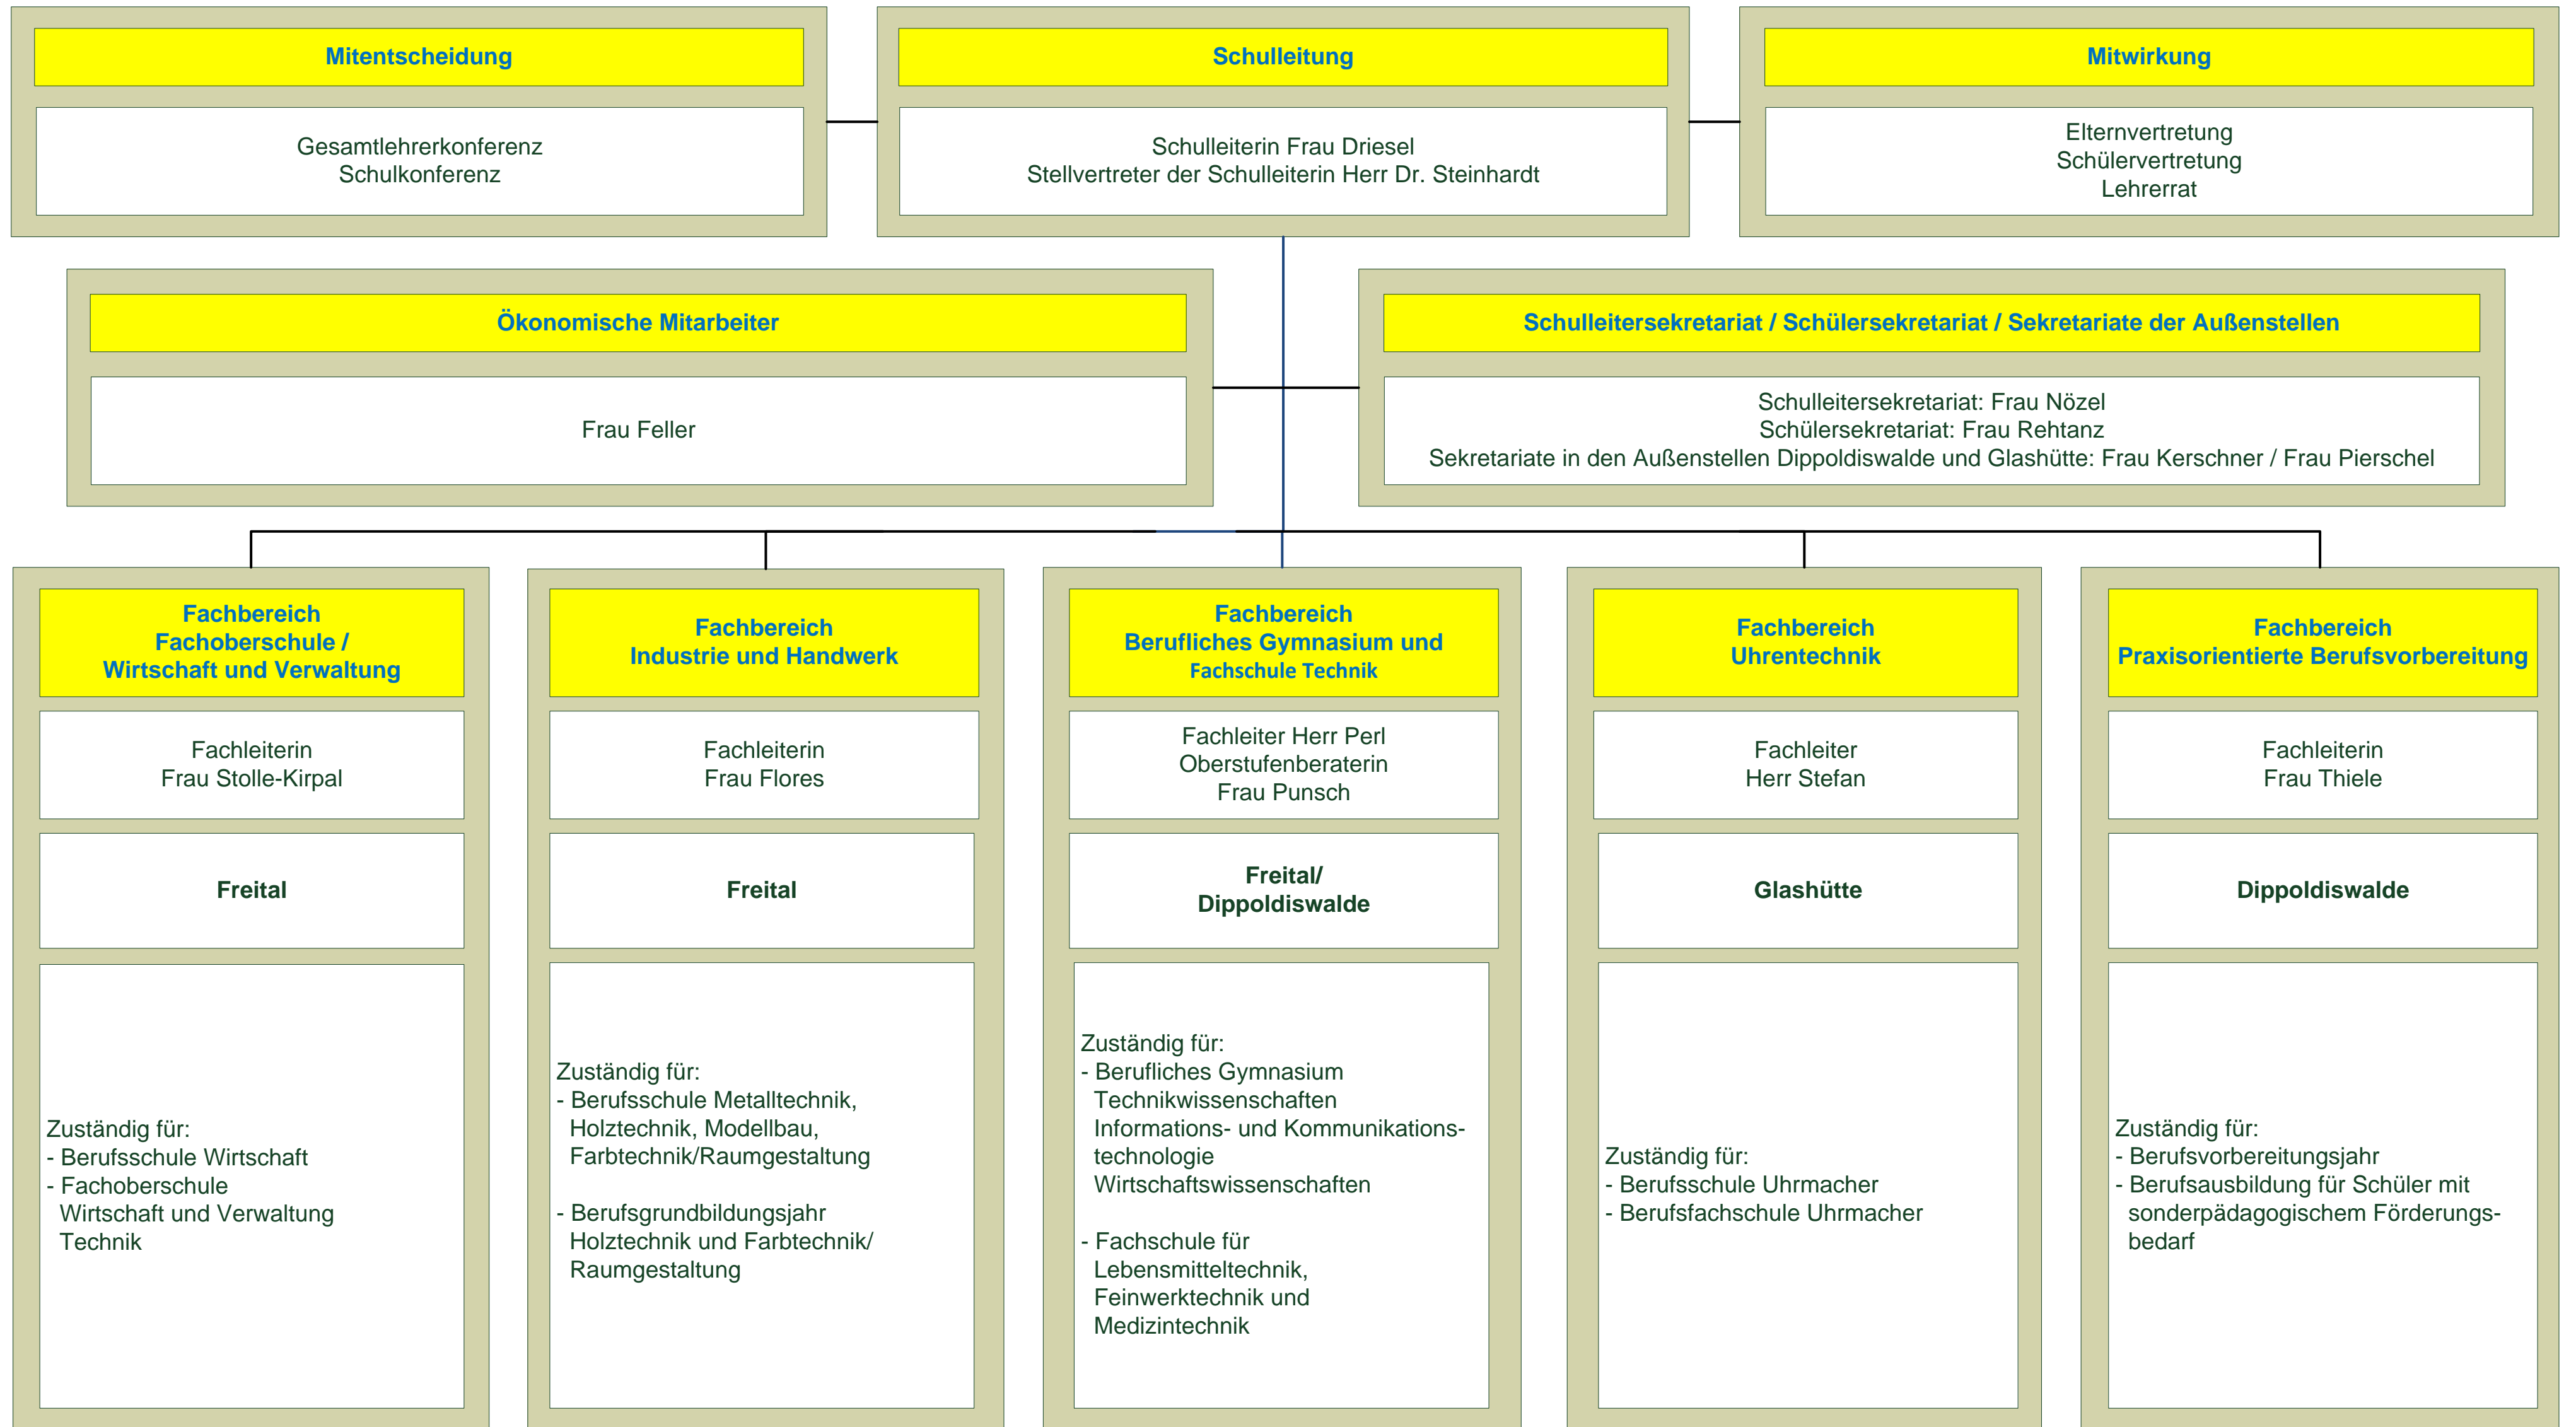 Mitentscheidung
Gesamtlehrerkonferenz
Schulkonferenz
Schulleitung
Schulleiterin Frau Driesel
Stellvertreter der Schulleiterin Herr Dr. Steinhardt
Mitwirkung
Elternvertretung
Schülervertretung
Lehrerrat
Ökonomische Mitarbeiter
Frau Feller
Schulleitersekretariat / Schülersekretariat / Sekretariate der Außenstellen
Schulleitersekretariat: Frau Nözel
Schülersekretariat: Frau Rehtanz
Sekretariate in den Außenstellen Dippoldiswalde und Glashütte: Frau Kerschner / Frau Pierschel
Fachbereich
Fachoberschule /
Wirtschaft und Verwaltung
Fachleiterin
Frau Stolle-Kirpal
Freital
Zuständig für:
- Berufsschule Wirtschaft
- Fachoberschule
Wirtschaft und Verwaltung
Technik
Fachbereich
Industrie und Handwerk
Fachleiterin
Frau Flores
Freital
Zuständig für:
- Berufsschule Metalltechnik,
Holztechnik, Modellbau,
Farbtechnik/Raumgestaltung
- Berufsgrundbildungsjahr
Holztechnik und Farbtechnik/
Raumgestaltung
Fachbereich
Berufliches Gymnasium und
Fachschule Technik
Fachleiter Herr Perl
Oberstufenberaterin
Frau Punsch
Freital/
Dippoldiswalde
Zuständig für:
- Berufliches Gymnasium
Technikwissenschaften
Informations- und Kommunikations-
technologie
Wirtschaftswissenschaften
- Fachschule für
Lebensmitteltechnik,
Feinwerktechnik und
Medizintechnik
Fachbereich
Uhrentechnik
Fachleiter
Herr Stefan
Glashütte
Zuständig für:
- Berufsschule Uhrmacher
- Berufsfachschule Uhrmacher
Fachbereich
Praxisorientierte Berufsvorbereitung
Fachleiterin
Frau Thiele
Dippoldiswalde
Zuständig für:
- Berufsvorbereitungsjahr
- Berufsausbildung für Schüler mit
sonderpädagogischem Förderungs-
bedarf